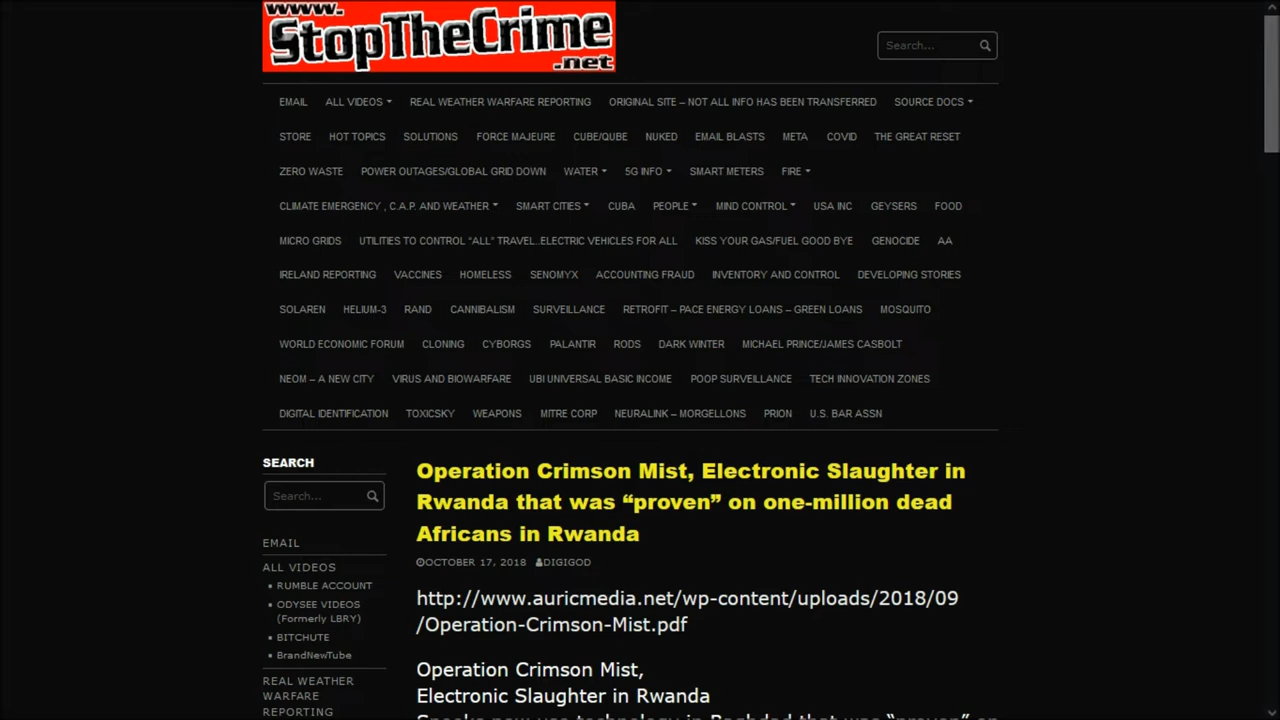 www.
StopTheCrime
.net
Search...
EMAIL ALL VIDEOS REAL WEATHER WARFARE REPORTING ORIGINAL SITE – NOT ALL INFO HAS BEEN TRANSFERRED SOURCE DOCS
STORE HOT TOPICS SOLUTIONS FORCE MAJEURE CUBE/QUBE NUKED EMAIL BLASTS META COVID THE GREAT RESET
ZERO WASTE POWER OUTAGES/GLOBAL GRID DOWN WATER 5G INFO SMART METERS FIRE
CLIMATE EMERGENCY , C.A.P. AND WEATHER SMART CITIES CUBA PEOPLE MIND CONTROL USA INC GEYSERS FOOD
MICRO GRIDS UTILITIES TO CONTROL “ALL” TRAVEL..ELECTRIC VEHICLES FOR ALL KISS YOUR GAS/FUEL GOOD BYE GENOCIDE AA
IRELAND REPORTING VACCINES HOMELESS SENOMYX ACCOUNTING FRAUD INVENTORY AND CONTROL DEVELOPING STORIES
SOLAREN HELIUM-3 RAND CANNIBALISM SURVEILLANCE RETROFIT – PACE ENERGY LOANS – GREEN LOANS MOSQUITO
WORLD ECONOMIC FORUM CLONING CYBORGS PALANTIR RODS DARK WINTER MICHAEL PRINCE/JAMES CASBOLT
NEOM – A NEW CITY VIRUS AND BIOWARFARE UBI UNIVERSAL BASIC INCOME POOP SURVEILLANCE TECH INNOVATION ZONES
DIGITAL IDENTIFICATION TOXICSKY WEAPONS MITRE CORP NEURALINK – MORGELLONS PRION U.S. BAR ASSN
SEARCH
Search...
EMAIL
ALL VIDEOS
RUMBLE ACCOUNT
ODYSEE VIDEOS
(Formerly LBRY)
BITCHUTE
BrandNewTube
REAL WEATHER
WARFARE
REPORTING
Operation Crimson Mist, Electronic Slaughter in
Rwanda that was “proven” on one-million dead
Africans in Rwanda
OCTOBER 17, 2018 DIGIGOD
http://www.auricmedia.net/wp-content/uploads/2018/09
/Operation-Crimson-Mist.pdf
Operation Crimson Mist,
Electronic Slaughter in Rwanda